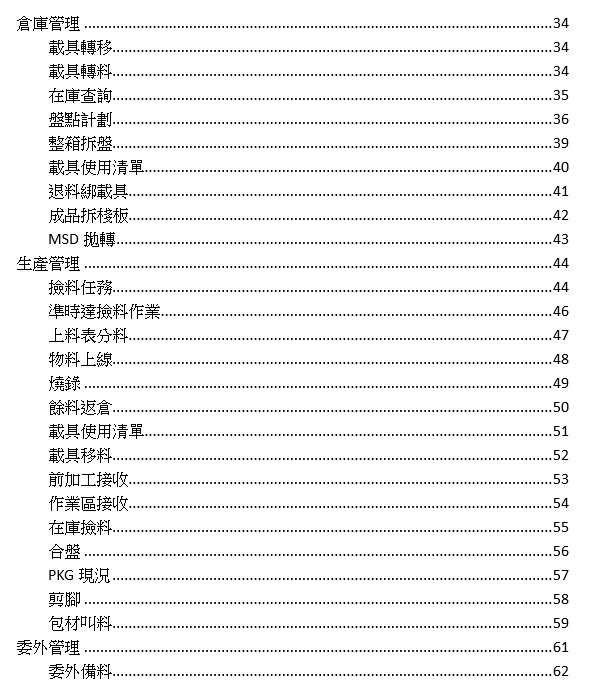 倉庫管理 34
載具轉移 34
載具轉料 34
在庫查詢 35
盤點計劃 36
整箱拆盤 39
載具使用清單 40
退料綁載具 41
成品拆棧板 42
MSD 拋轉 43
生產管理 44
撿料任務 44
準時達撿料作業 46
上料表分料 47
物料上線 48
燒錄 49
餘料返倉 50
載具使用清單 51
載具移料 52
前加工接收 53
作業區接收 54
在庫撿料 55
合盤 56
PKG 現況 57
剪腳 58
包材叫料 59
委外管理 61
委外備料 62